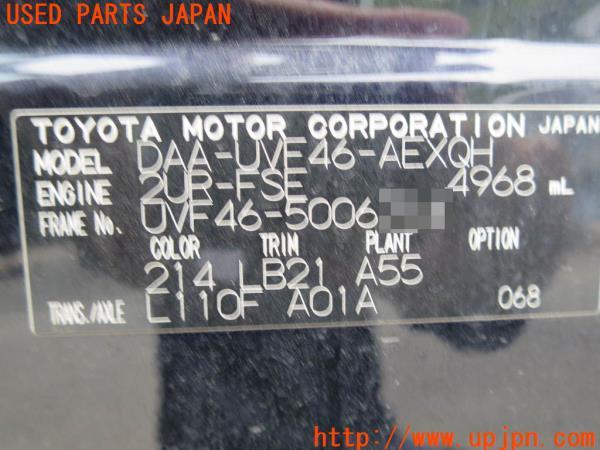 USED PARTS JAPAN
TOYOTA MOTOR CORPORATION JAPAN
MODEL DAA-UVF46-AEXQH
ENGINE 2UR-FSE 4968 mL
FRAME No. UVF46-5006
COLOR TRIM PLANT OPTION
214 LB21 A55
TRANS./AXLE L110F A01A 068
http://www.upjpn.com